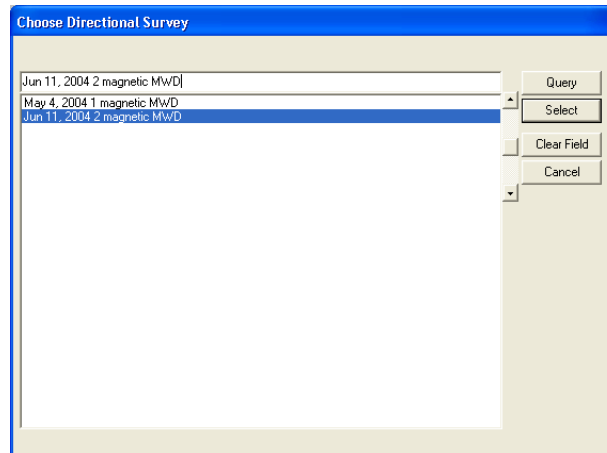 Choose Directional Survey
Jun 11, 2004 2 magnetic MWD
May 4, 2004 1 magnetic MWD
Jun 11, 2004 2 magnetic MWD
Query
Select
Clear Field
Cancel